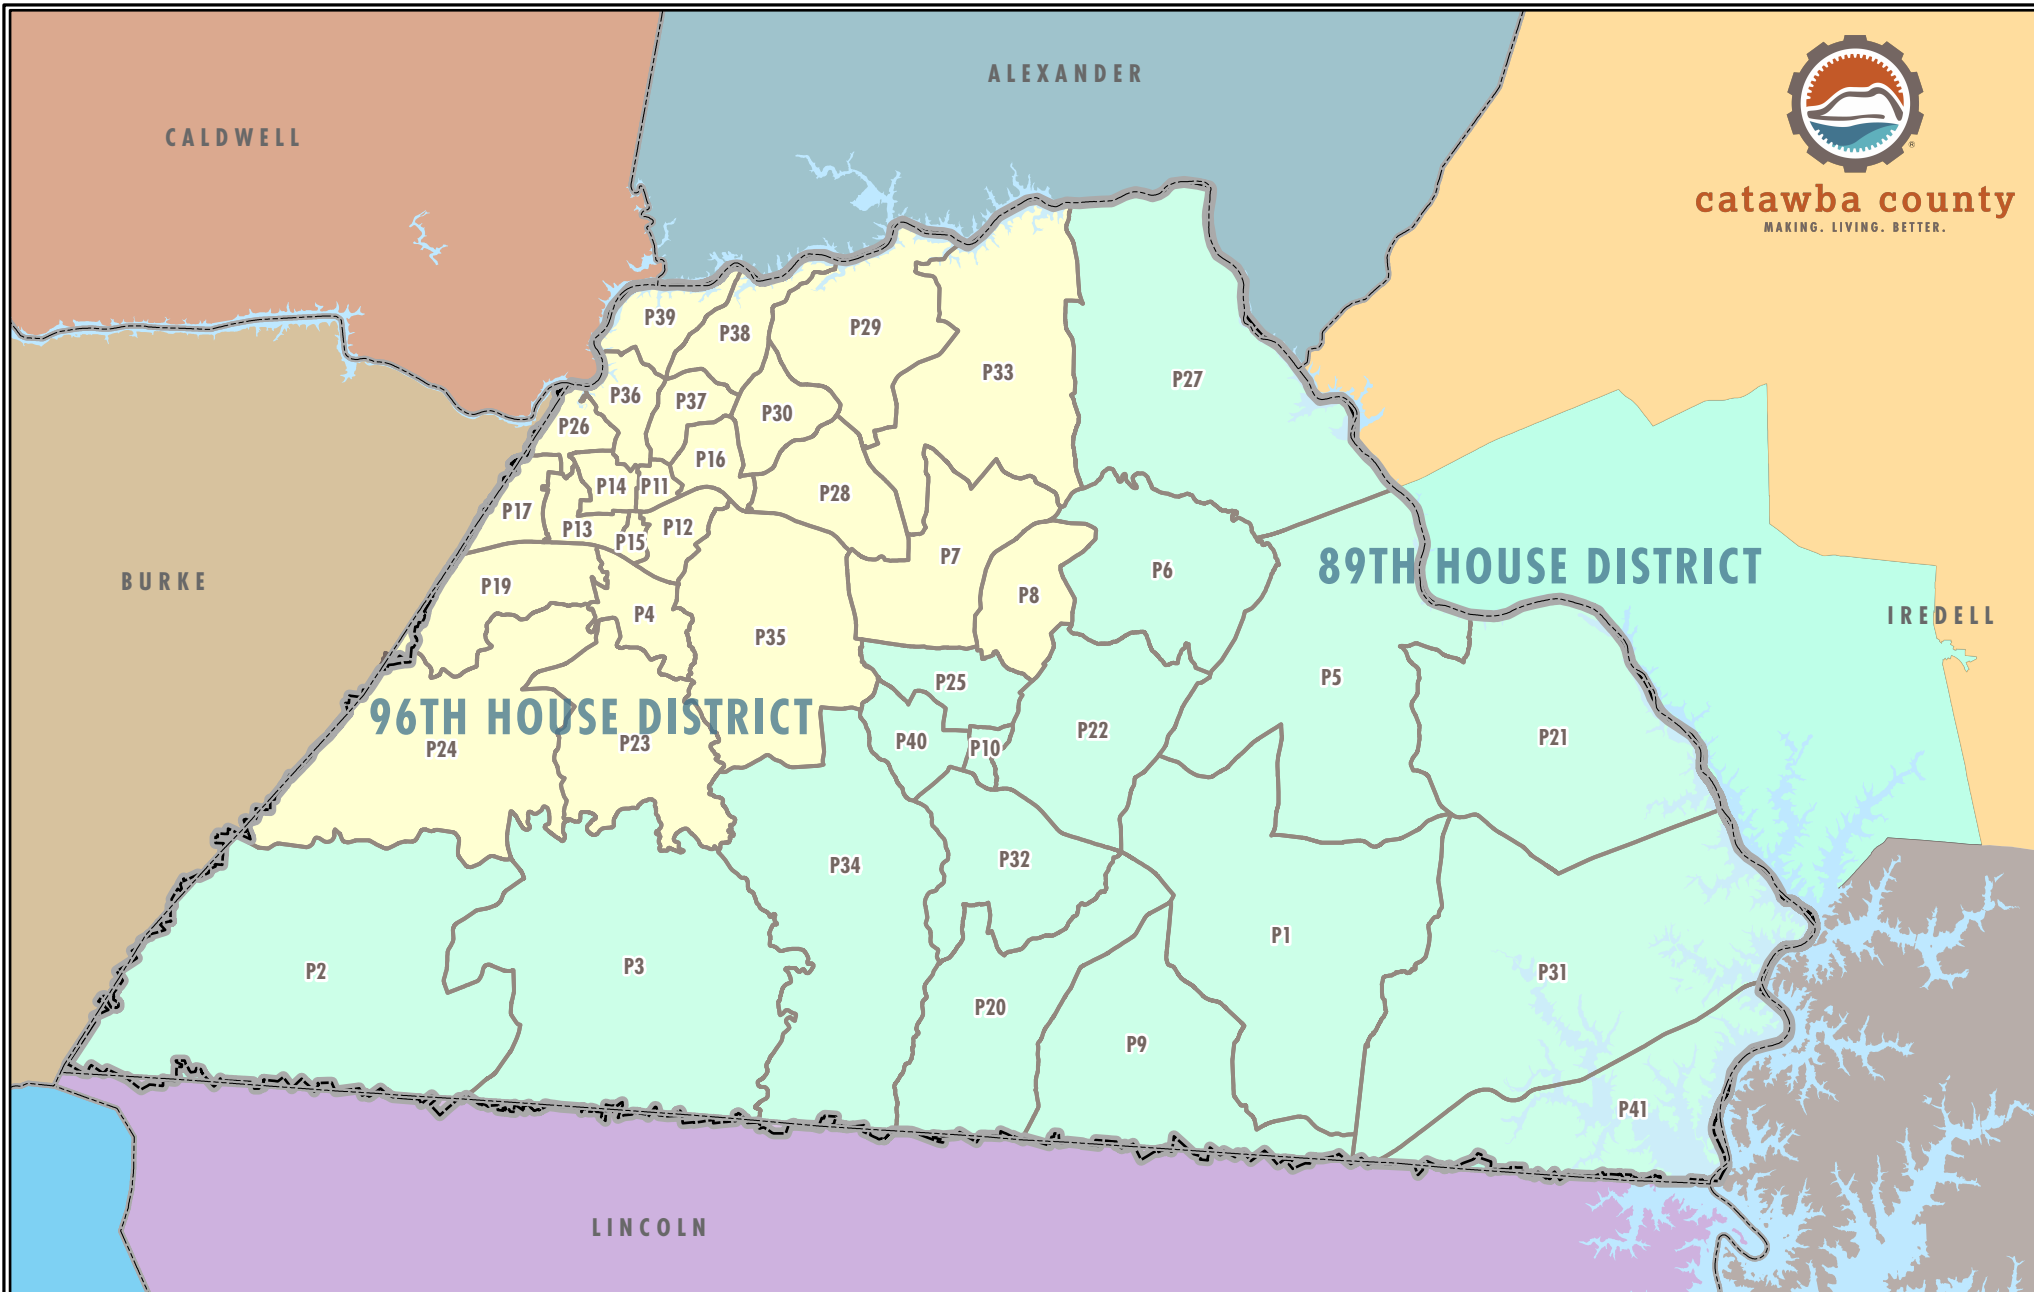 ALEXANDER
CALDWELL
®
catawba county
MAKING. LIVING. BETTER.
P39
P38
P29
P33
P27
P36
P37
P30
P26
P16
P14
P11
P28
P17
P13
P15
P12
P7
P6
89TH HOUSE DISTRICT
BURKE
P19
P8
P4
IREDELL
P35
P25
P5
96TH HOUSE DISTRICT
P24
P23
P40
P10
P22
P21
P34
P32
P1
P2
P3
P31
P20
P9
P41
LINCOLN